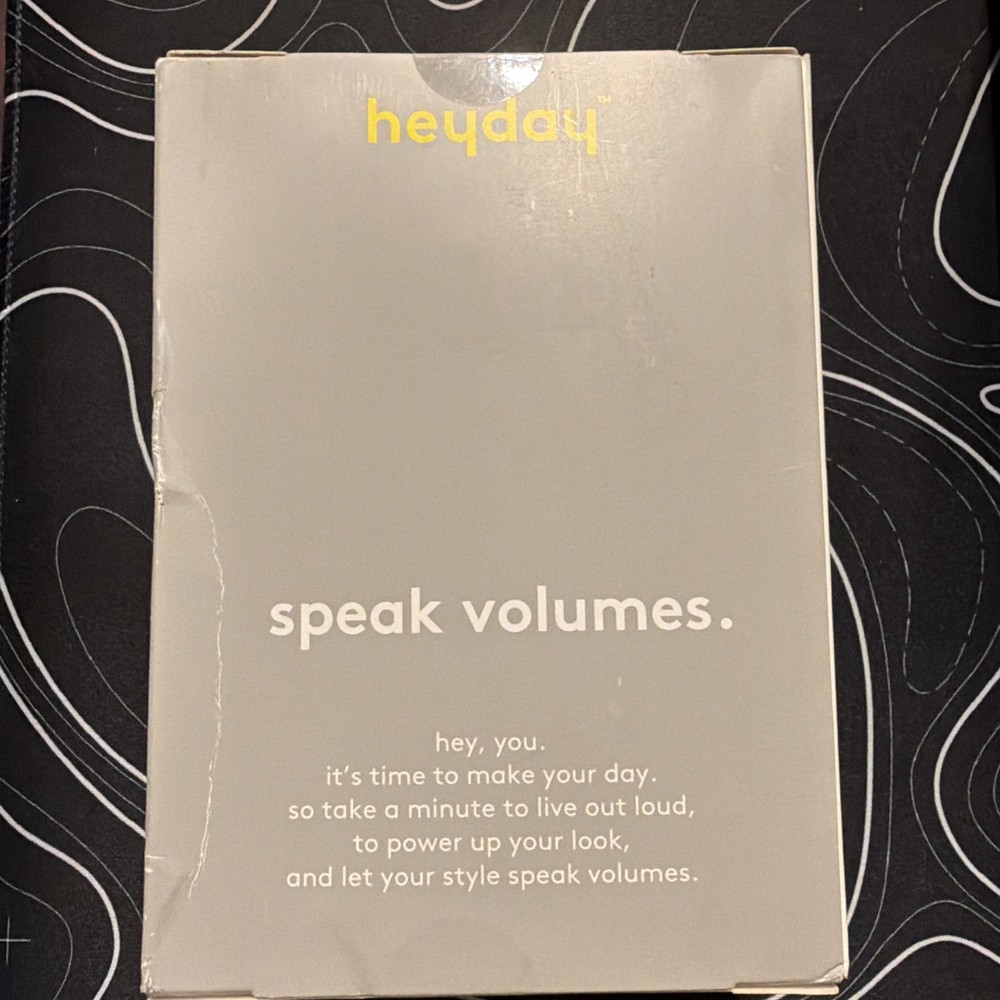 heyday™
speak volumes.
hey, you.
it's time to make your day.
so take a minute to live out loud,
to power up your look,
and let your style speak volumes.